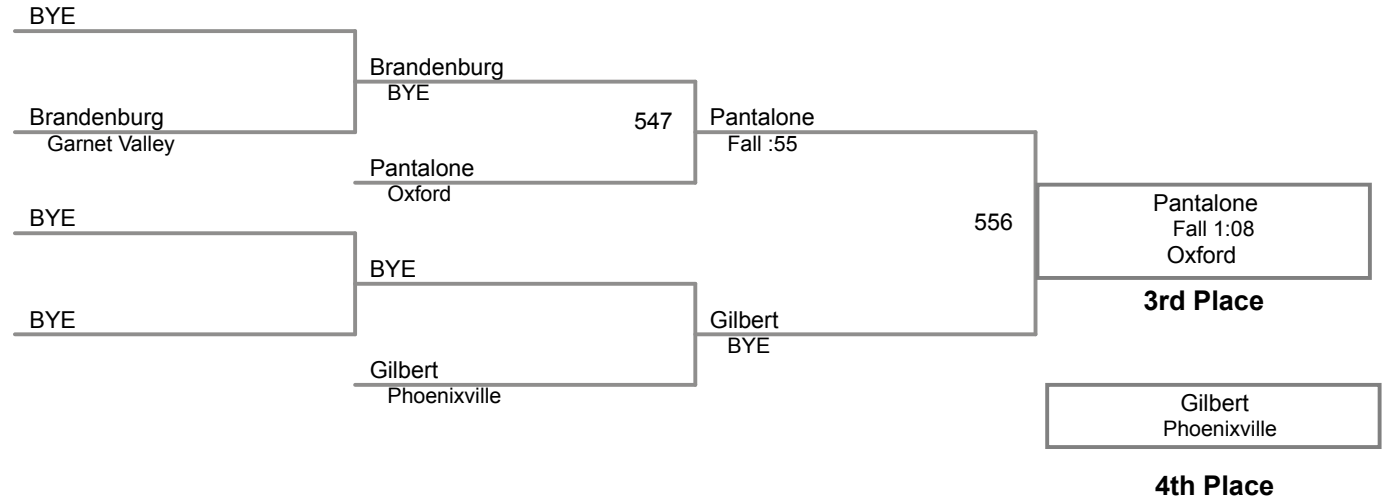 BYE
Brandenburg
BYE
Brandenburg
Garnet Valley
547
Pantalone
Fall :55
Pantalone
Oxford
BYE
556
Pantalone
Fall 1:08
Oxford
BYE
3rd Place
BYE
Gilbert
BYE
Gilbert
Phoenixville
Gilbert
Phoenixville
4th Place